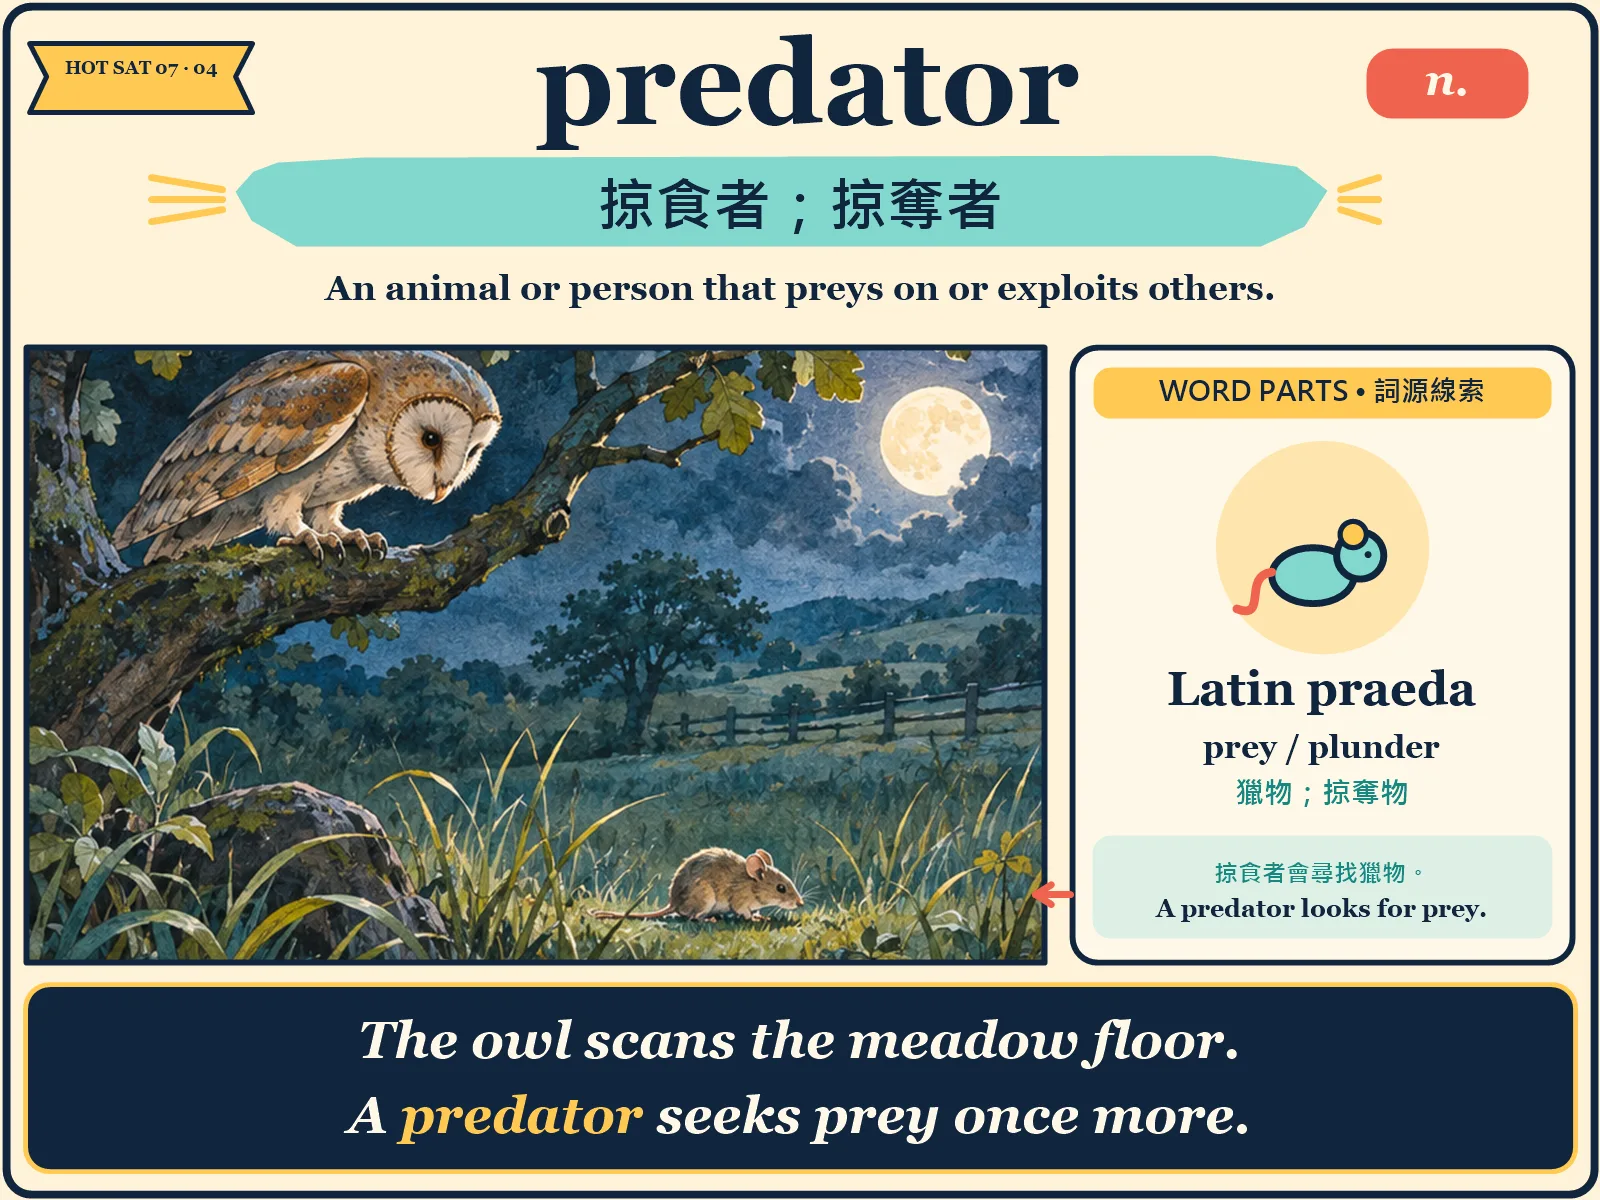 HOT SAT 07 · 04
predator
n.
掠食者；掠奪者
An animal or person that preys on or exploits others.
WORD PARTS • 詞源線索
Latin praeda
prey / plunder
獵物；掠奪物
掠食者會尋找獵物。
A predator looks for prey.
The owl scans the meadow floor.
A predator seeks prey once more.